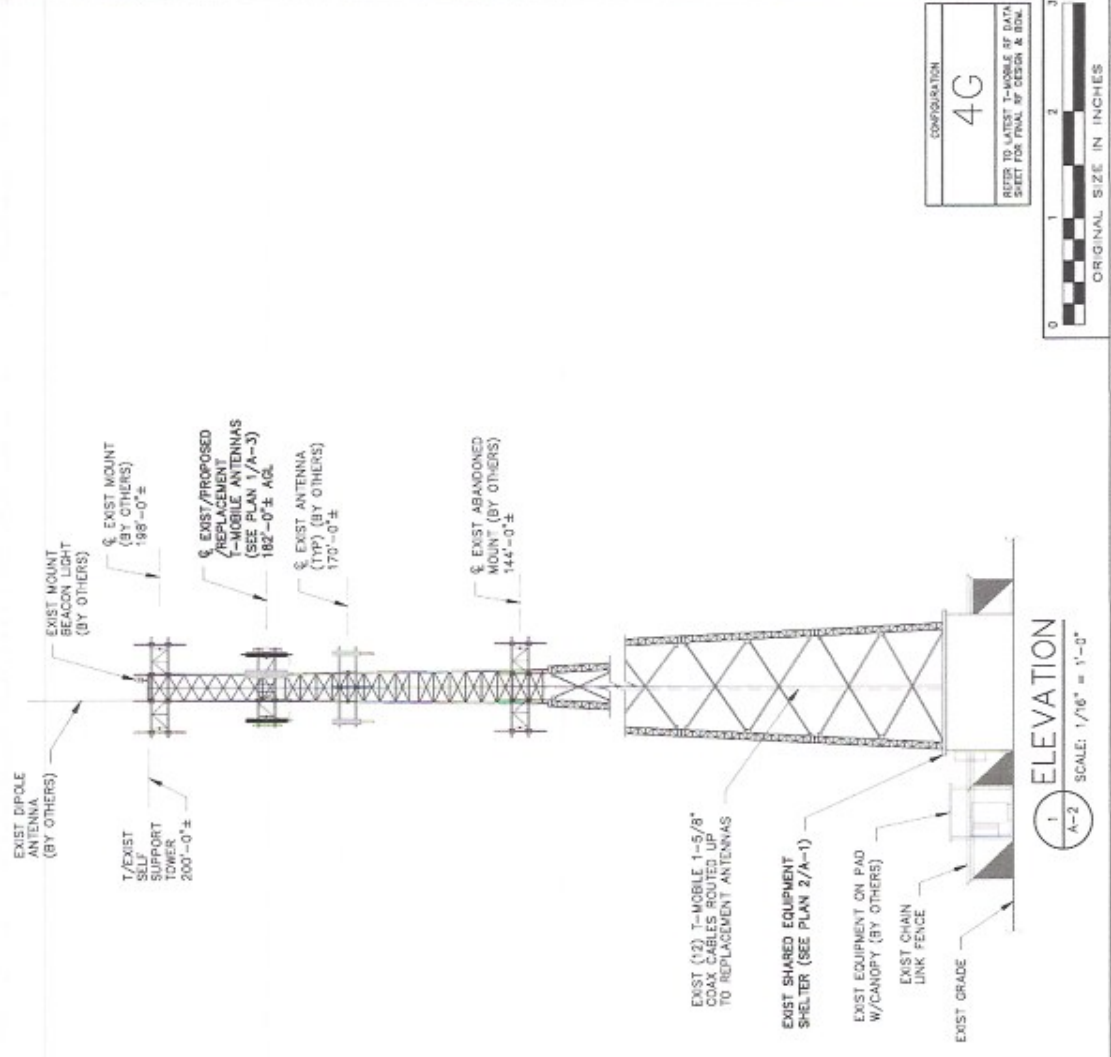 EXIST DIPOLE
ANTENNA
(BY OTHERS)
EXIST MOUNT
BEACON LIGHT
(BY OTHERS)
℄ EXIST MOUNT
(BY OTHERS)
198'-0"±
T/EXIST
SELF
SUPPORT
TOWER
200'-0"±
℄ EXIST/PROPOSED
/REPLACEMENT
T-MOBILE ANTENNAS
(SEE PLAN 1/A-3)
182'-0"± AGL
℄ EXIST ANTENNA
(TYP) (BY OTHERS)
170'-0"±
℄ EXIST ABANDONED
MOUNT (BY OTHERS)
144'-0"±
EXIST (12) T-MOBILE 1-5/8"
COAX CABLES ROUTED UP
TO REPLACEMENT ANTENNAS
EXIST SHARED EQUIPMENT
SHELTER (SEE PLAN 2/A-1)
EXIST EQUIPMENT ON PAD
W/CANOPY (BY OTHERS)
EXIST CHAIN
LINK FENCE
EXIST GRADE
1
A-2
ELEVATION
SCALE: 1/16" = 1'-0"
CONFIGURATION
4G
REFER TO LATEST T-MOBILE RF DATA
SHEET FOR FINAL RF DESIGN & BOM.
0 1 2 3
ORIGINAL SIZE IN INCHES